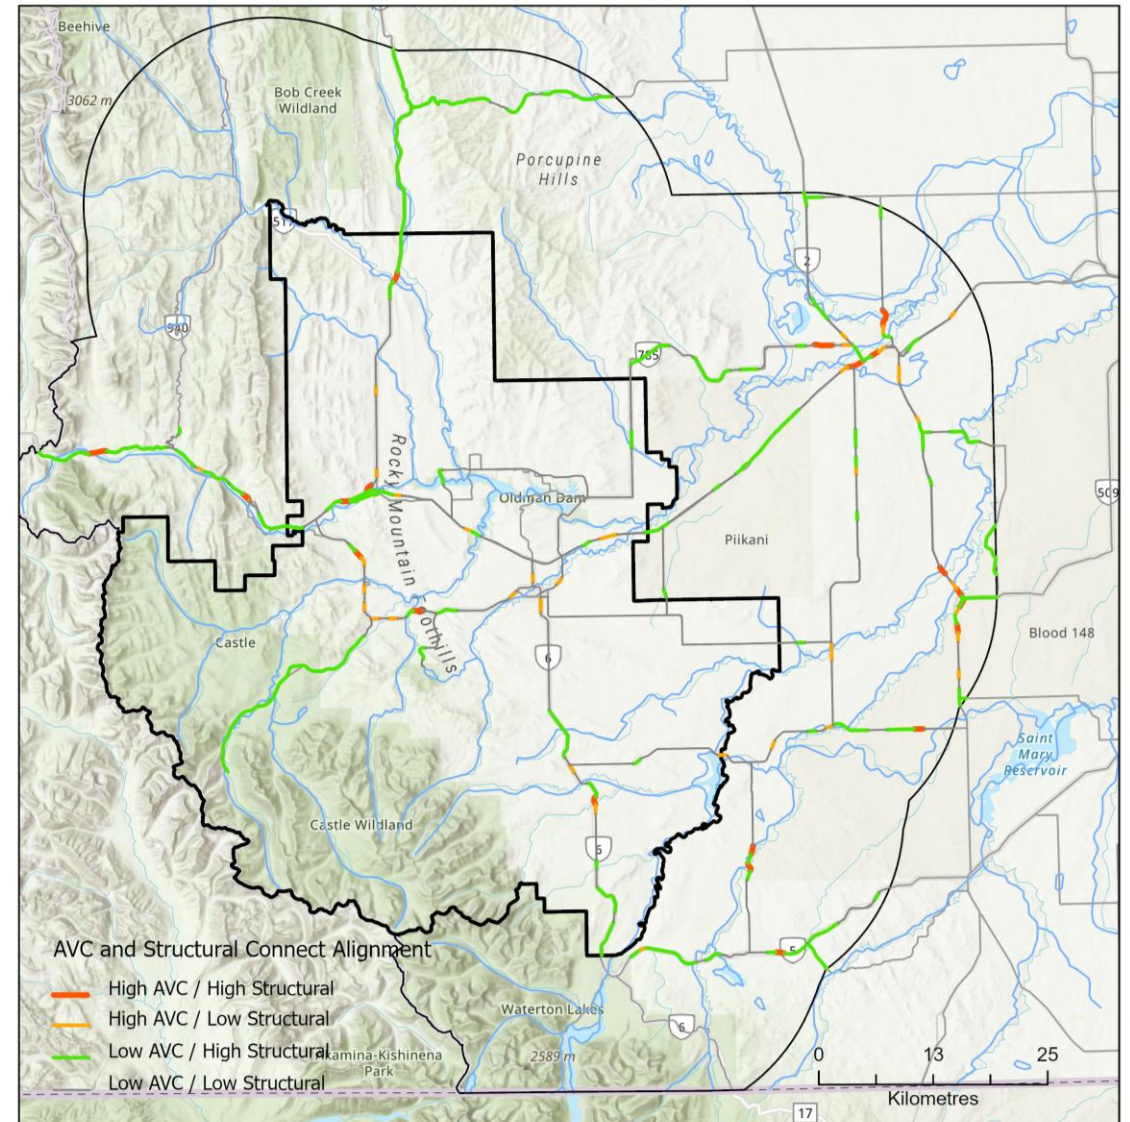 Beehive
3062 m
Bob Creek
Wildland
Porcupine
Hills
517
2
940
785
Rocky Mountain Foothills
Oldman Dam
509
Piikani
Castle
6
Blood 148
Saint
Mary
Reservoir
Castle Wildland
6
AVC and Structural Connect Alignment
5
High AVC / High Structural
High AVC / Low Structural
Low AVC / High Structural
Low AVC / Low Structural
Waterton Lakes
6
Akamina-Kishinena
Park
2589 m
0 13 25
Kilometres
17